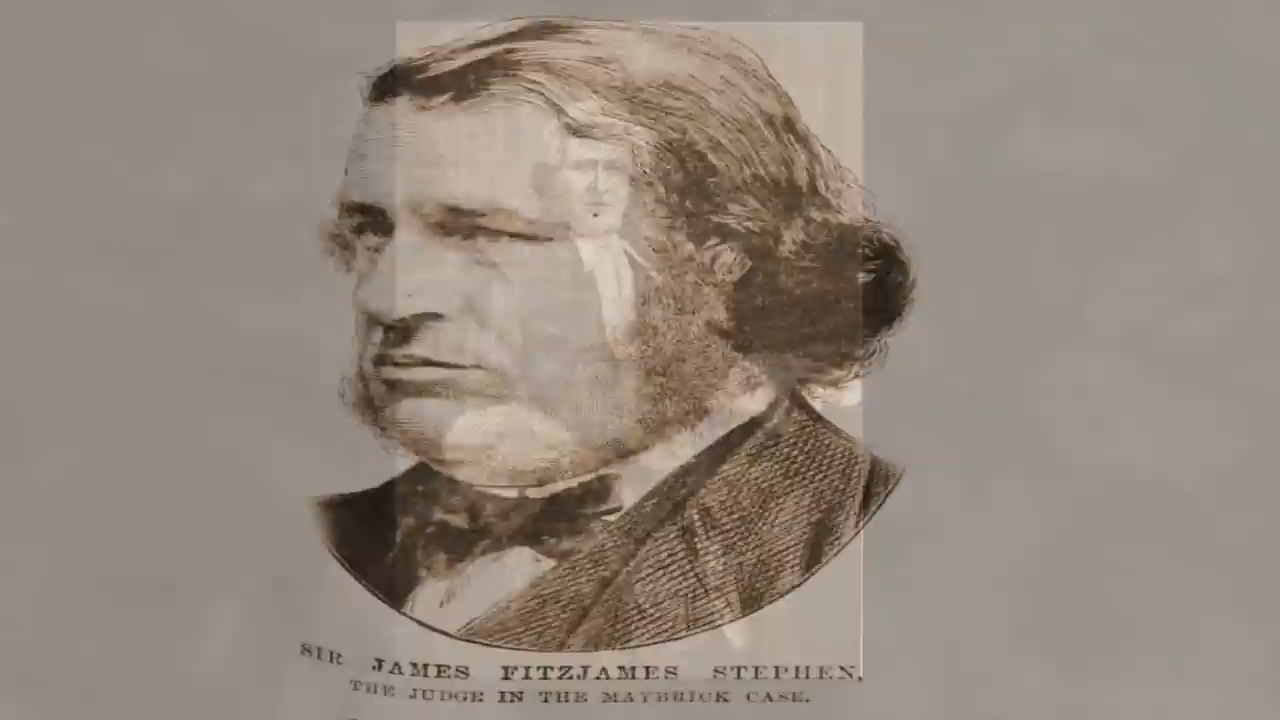 SIR JAMES FITZJAMES STEPHEN,
THE JUDGE IN THE MAYBRICK CASE.